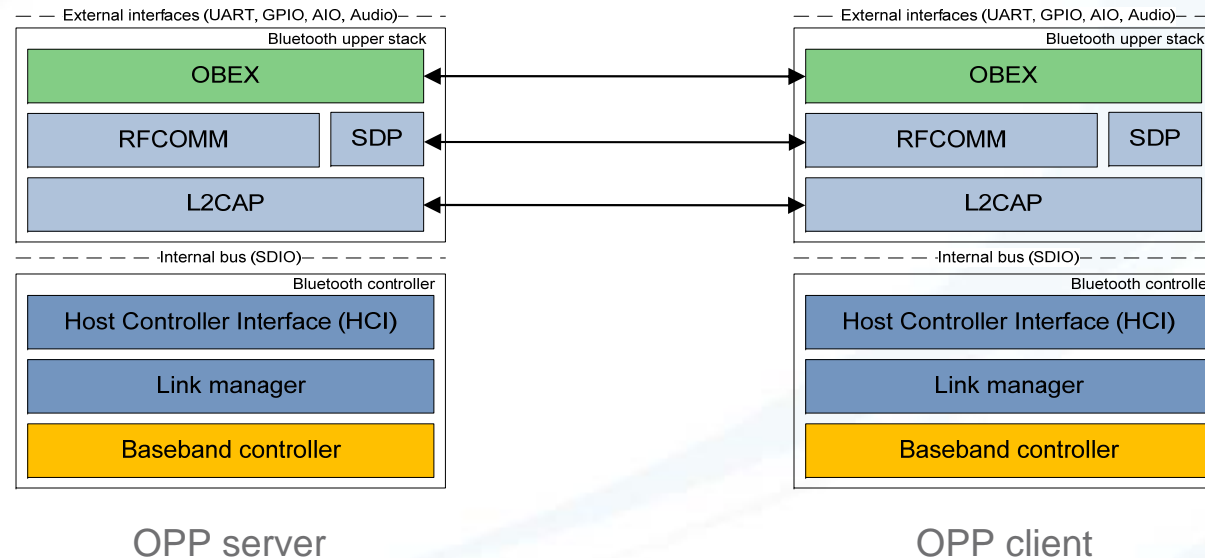 External interfaces (UART, GPIO, AIO, Audio)
Bluetooth upper stack
OBEX
RFCOMM
SDP
L2CAP
Internal bus (SDIO)
Bluetooth controller
Host Controller Interface (HCI)
Link manager
Baseband controller
OPP server
External interfaces (UART, GPIO, AIO, Audio)
Bluetooth upper stack
OBEX
RFCOMM
SDP
L2CAP
Internal bus (SDIO)
Bluetooth controlle
Host Controller Interface (HCI)
Link manager
Baseband controller
OPP client